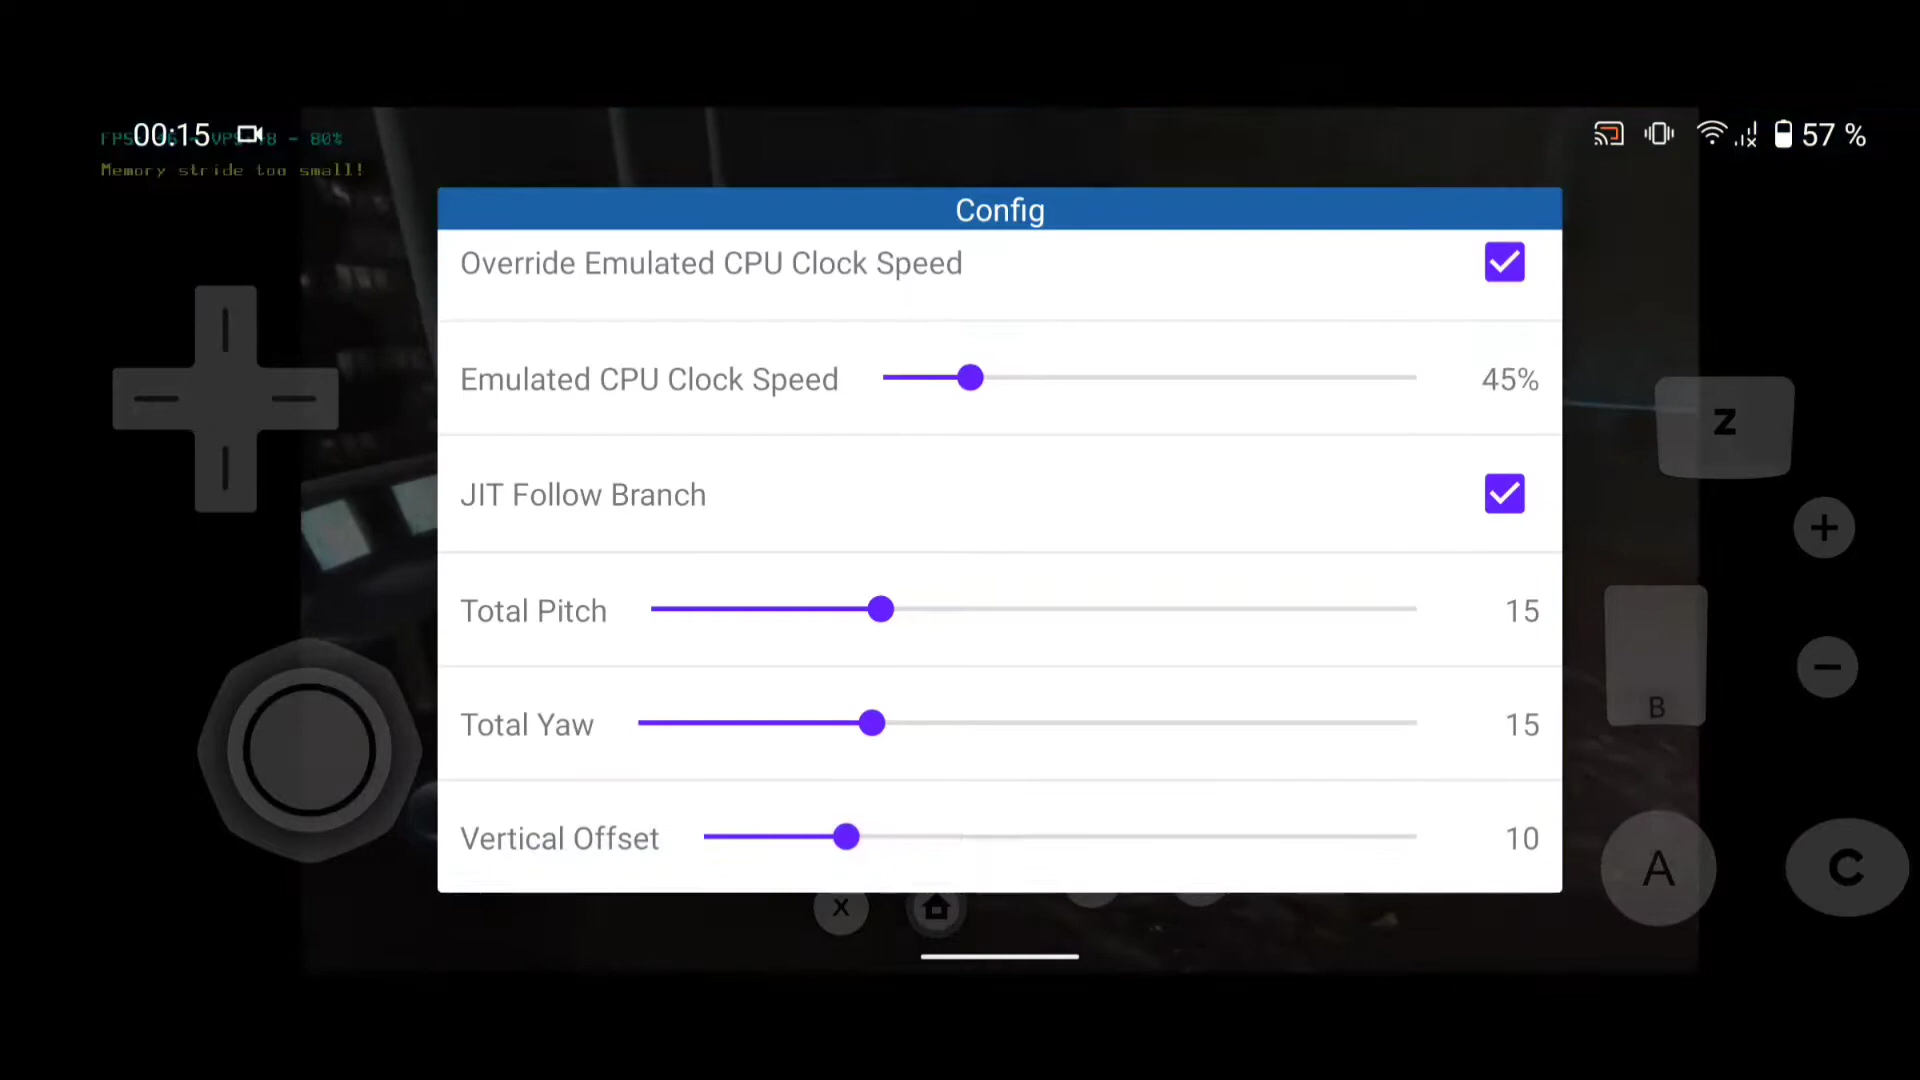 00:15
57 %
- 80%
Memory stride too small!
Config
Override Emulated CPU Clock Speed
Emulated CPU Clock Speed 45%
JIT Follow Branch
Total Pitch 15
Total Yaw 15
Vertical Offset 10
Z
+
−
B
A
C
X